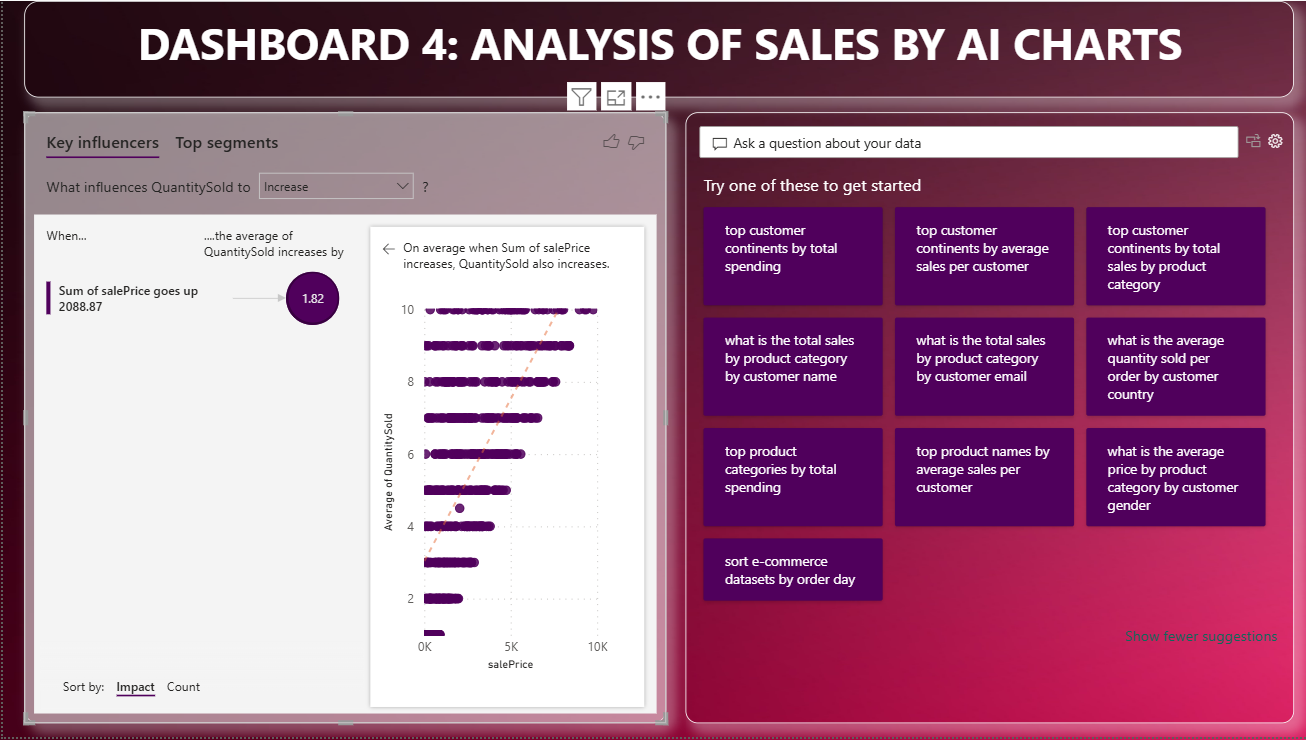 DASHBOARD 4: ANALYSIS OF SALES BY AI CHARTS
Key influencers
Top segments
What influences QuantitySold to
Increase
?
When...
....the average of
QuantitySold increases by
Sum of salePrice goes up
2088.87
1.82
On average when Sum of salePrice
increases, QuantitySold also increases.
10
8
6
4
2
Average of QuantitySold
0K
5K
10K
salePrice
Sort by:
Impact
Count
Ask a question about your data
Try one of these to get started
top customer
continents by total
spending
top customer
continents by average
sales per customer
top customer
continents by total
sales by product
category
what is the total sales
by product category
by customer name
what is the total sales
by product category
by customer email
what is the average
quantity sold per
order by customer
country
top product
categories by total
spending
top product names by
average sales per
customer
what is the average
price by product
category by customer
gender
sort e-commerce
datasets by order day
Show fewer suggestions